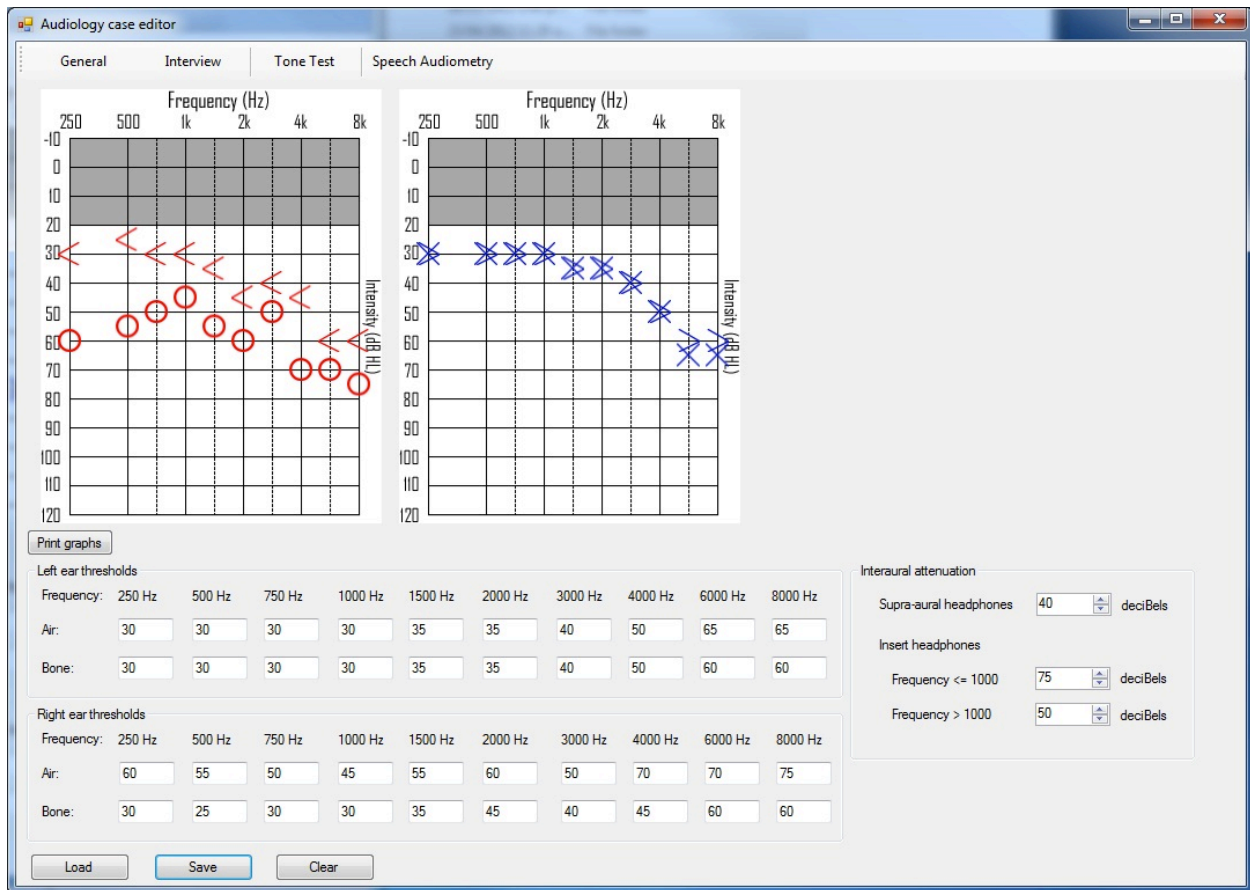 Audiology case editor
General Interview Tone Test Speech Audiometry
Frequency (Hz)
250 500 1k 2k 4k 8k
-10
0
10
20
30
40
50
60
70
80
90
100
110
120
Intensity (dB HL)
Frequency (Hz)
250 500 1k 2k 4k 8k
-10
0
10
20
30
40
50
60
70
80
90
100
110
120
Intensity (dB HL)
Print graphs
Left ear thresholds
Frequency: 250 Hz 500 Hz 750 Hz 1000 Hz 1500 Hz 2000 Hz 3000 Hz 4000 Hz 6000 Hz 8000 Hz
Air: 30 30 30 30 35 35 40 50 65 65
Bone: 30 30 30 30 35 35 40 50 60 60
Right ear thresholds
Frequency: 250 Hz 500 Hz 750 Hz 1000 Hz 1500 Hz 2000 Hz 3000 Hz 4000 Hz 6000 Hz 8000 Hz
Air: 60 55 50 45 55 60 50 70 70 75
Bone: 30 25 30 30 35 45 40 45 60 60
Interaural attenuation
Supra-aural headphones 40 deciBels
Insert headphones
Frequency <= 1000 75 deciBels
Frequency > 1000 50 deciBels
Load Save Clear